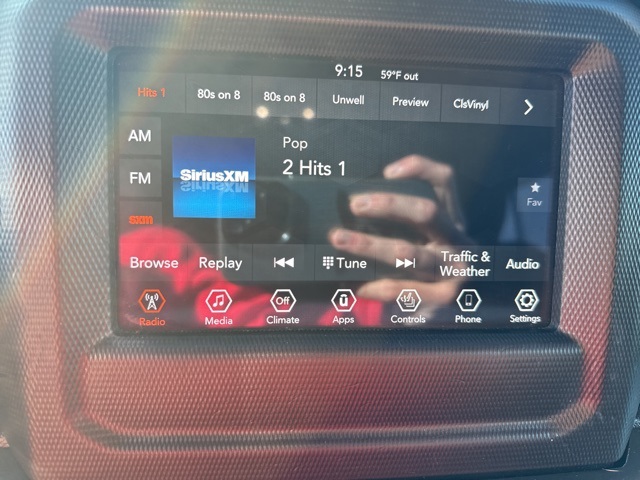 9:15 59°F out
Hits 1 80s on 8 80s on 8 Unwell Preview ClsVinyl
AM
Pop
SiriusXM
2 Hits 1
FM
Fav
sxm
Browse Replay Tune Traffic & Weather Audio
Off
Radio Media Climate Apps Controls Phone Settings